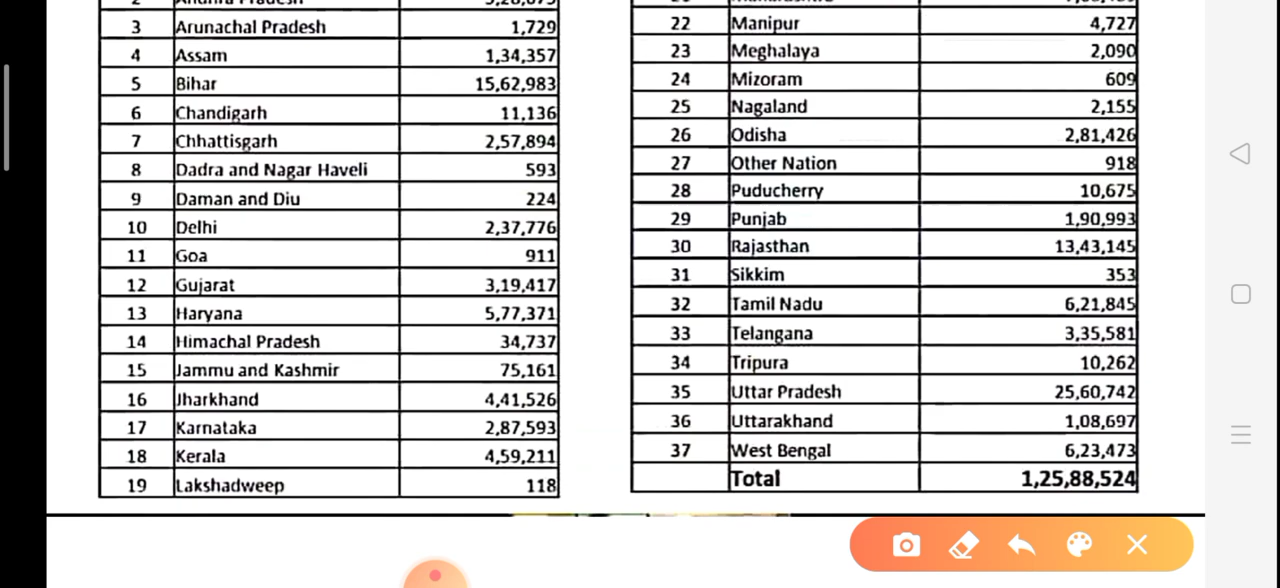 3 Arunachal Pradesh 1,729
4 Assam 1,34,357
5 Bihar 15,62,983
6 Chandigarh 11,136
7 Chhattisgarh 2,57,894
8 Dadra and Nagar Haveli 593
9 Daman and Diu 224
10 Delhi 2,37,776
11 Goa 911
12 Gujarat 3,19,417
13 Haryana 5,77,371
14 Himachal Pradesh 34,737
15 Jammu and Kashmir 75,161
16 Jharkhand 4,41,526
17 Karnataka 2,87,593
18 Kerala 4,59,211
19 Lakshadweep 118
22 Manipur 4,727
23 Meghalaya 2,090
24 Mizoram 609
25 Nagaland 2,155
26 Odisha 2,81,426
27 Other Nation 918
28 Puducherry 10,675
29 Punjab 1,90,993
30 Rajasthan 13,43,145
31 Sikkim 353
32 Tamil Nadu 6,21,845
33 Telangana 3,35,581
34 Tripura 10,262
35 Uttar Pradesh 25,60,742
36 Uttarakhand 1,08,697
37 West Bengal 6,23,473
Total 1,25,88,524